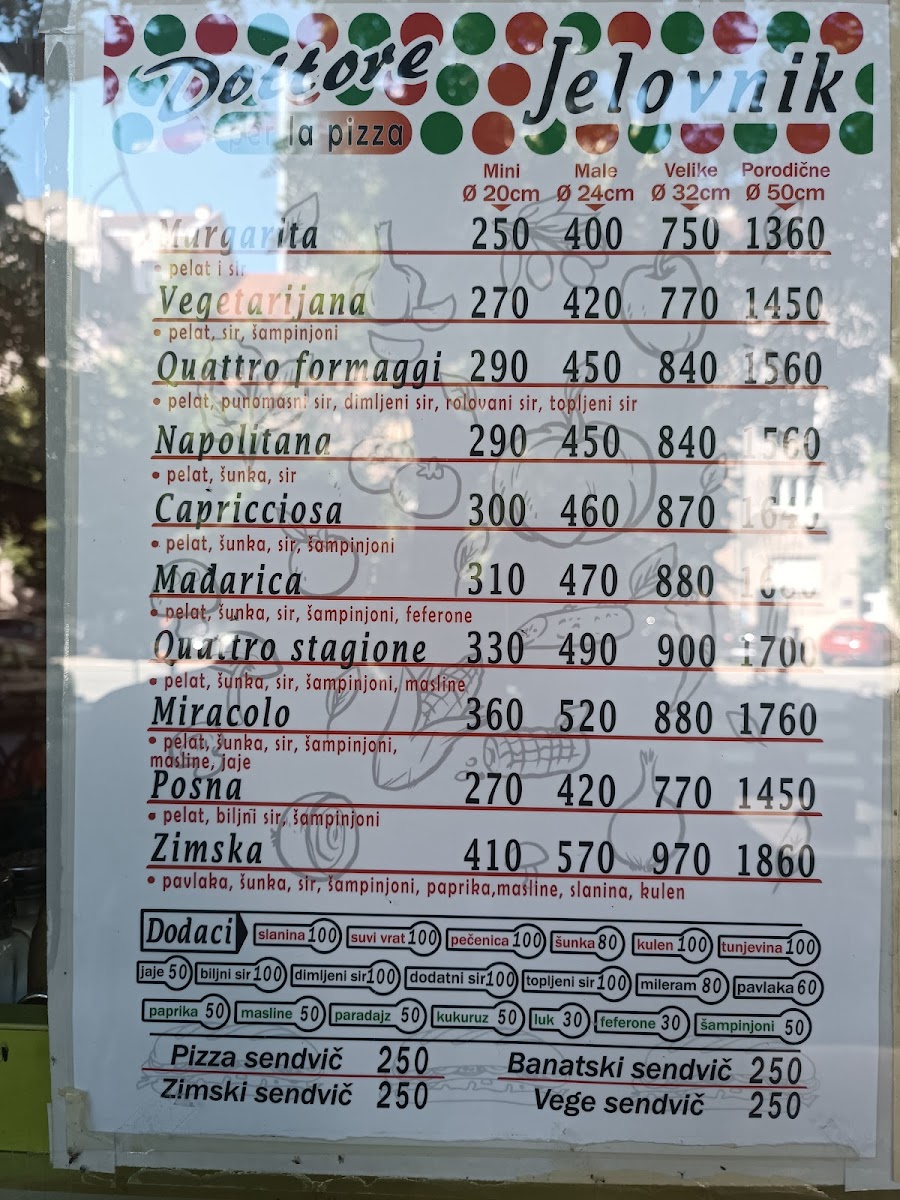 Dottore Jelovnik
per la pizza
Mini Male Velike Porodične
Ø 20cm Ø 24cm Ø 32cm Ø 50cm
Margarita 250 400 750 1360
• pelat i sir
Vegetarijana 270 420 770 1450
• pelat, sir, šampinjoni
Quattro formaggi 290 450 840 1560
• pelat, punomasni sir, dimljeni sir, rolovani sir, topljeni sir
Napolitana 290 450 840 1560
• pelat, šunka, sir
Capricciosa 300 460 870
• pelat, šunka, sir, šampinjoni
Mađarica 310 470 880
• pelat, šunka, sir, šampinjoni, feferone
Quattro stagione 330 490 900 1700
• pelat, šunka, sir, šampinjoni, masline
Miracolo 360 520 880 1760
• pelat, šunka, sir, šampinjoni,
masline, jaje
Posna 270 420 770 1450
• pelat, biljni sir, šampinjoni
Zimska 410 570 970 1860
• pavlaka, šunka, sir, šampinjoni, paprika,masline, slanina, kulen
Dodaci slanina 100 suvi vrat 100 pečenica 100 šunka 80 kulen 100 tunjevina 100
jaje 50 biljni sir 100 dimljeni sir 100 dodatni sir 100 topljeni sir 100 mileram 80 pavlaka 60
paprika 50 masline 50 paradajz 50 kukuruz 50 luk 30 feferone 30 šampinjoni 50
Pizza sendvič 250 Banatski sendvič 250
Zimski sendvič 250 Vege sendvič 250